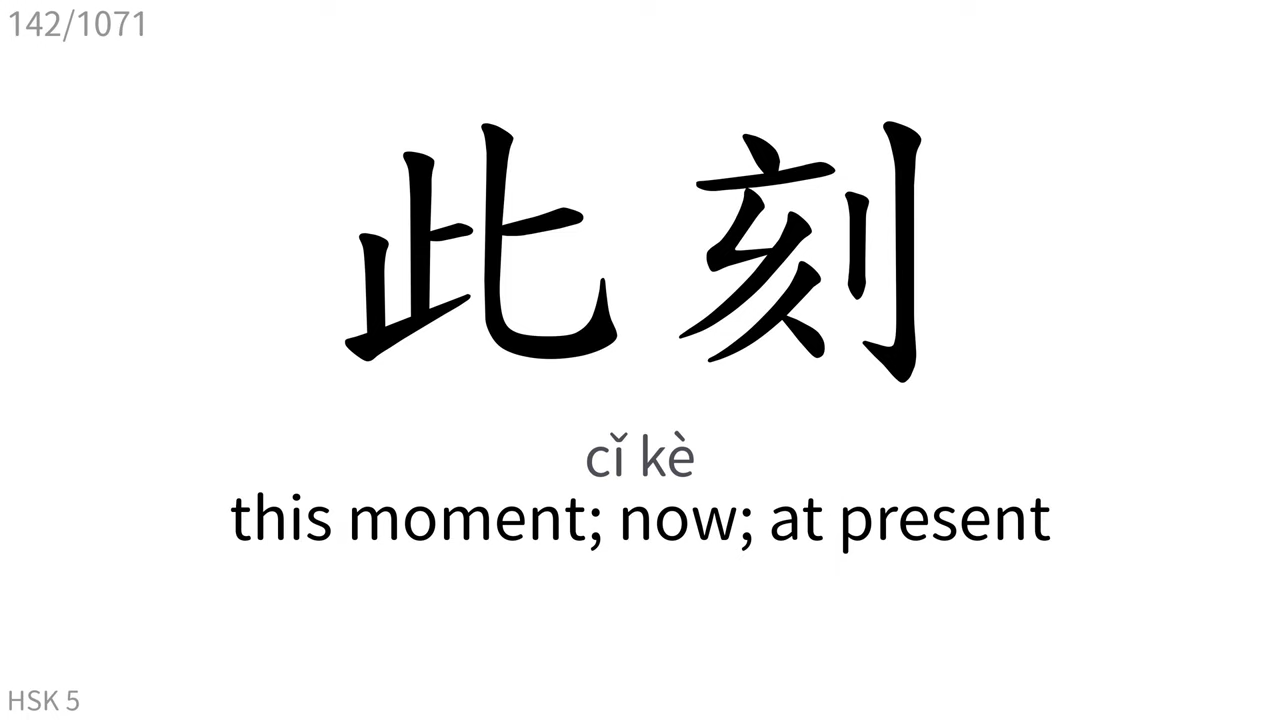 142/1071
此刻
cǐ kè
this moment; now; at present
HSK 5